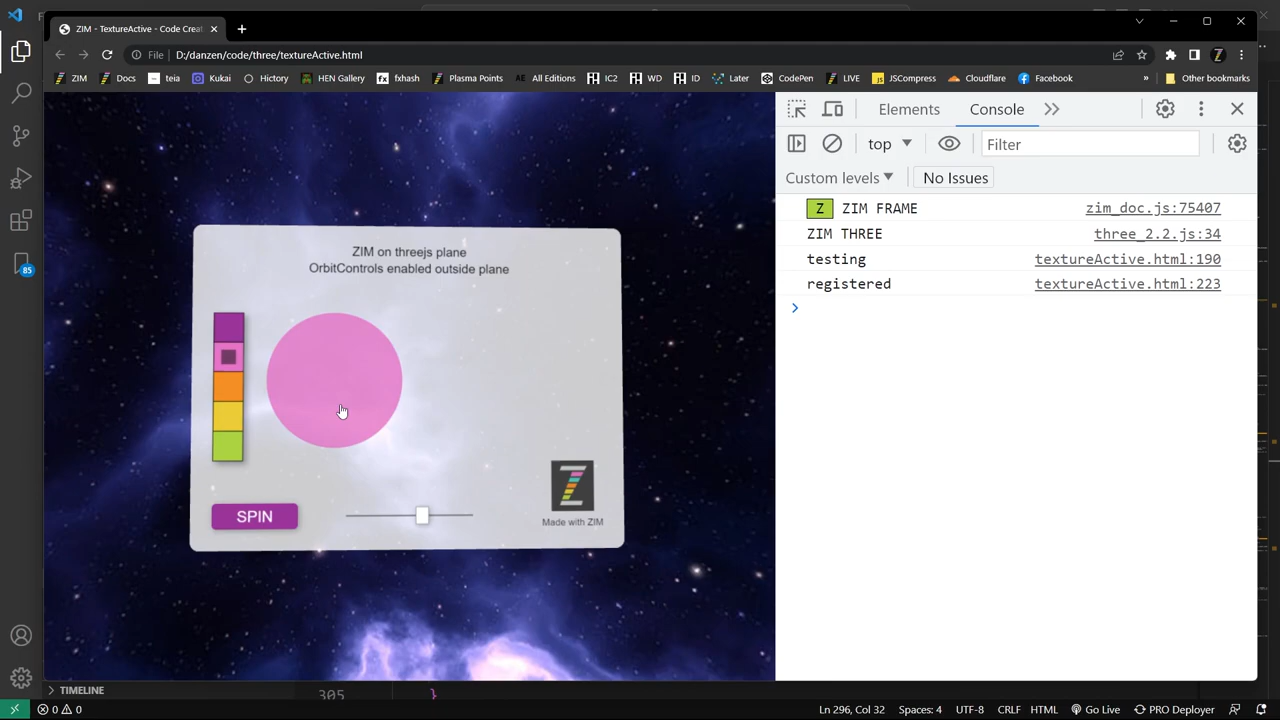 ZIM - TextureActive - Code Creat
File
D:/danzen/code/three/textureActive.html
ZIM
Docs
teia
Kukai
Hictory
HEN Gallery
fx fxhash
Plasma Points
AE All Editions
IC2
WD
ID
Later
CodePen
LIVE
JS JSCompress
Cloudflare
Facebook
»
Other bookmarks
Elements
Console
top
Filter
Custom levels
No Issues
Z ZIM FRAME
zim_doc.js:75407
ZIM THREE
three_2.2.js:34
testing
textureActive.html:190
registered
textureActive.html:223
ZIM on threejs plane
OrbitControls enabled outside plane
SPIN
Made with ZIM
85
TIMELINE
305
}
0
0
Ln 296, Col 32
Spaces: 4
UTF-8
CRLF
HTML
Go Live
PRO Deployer